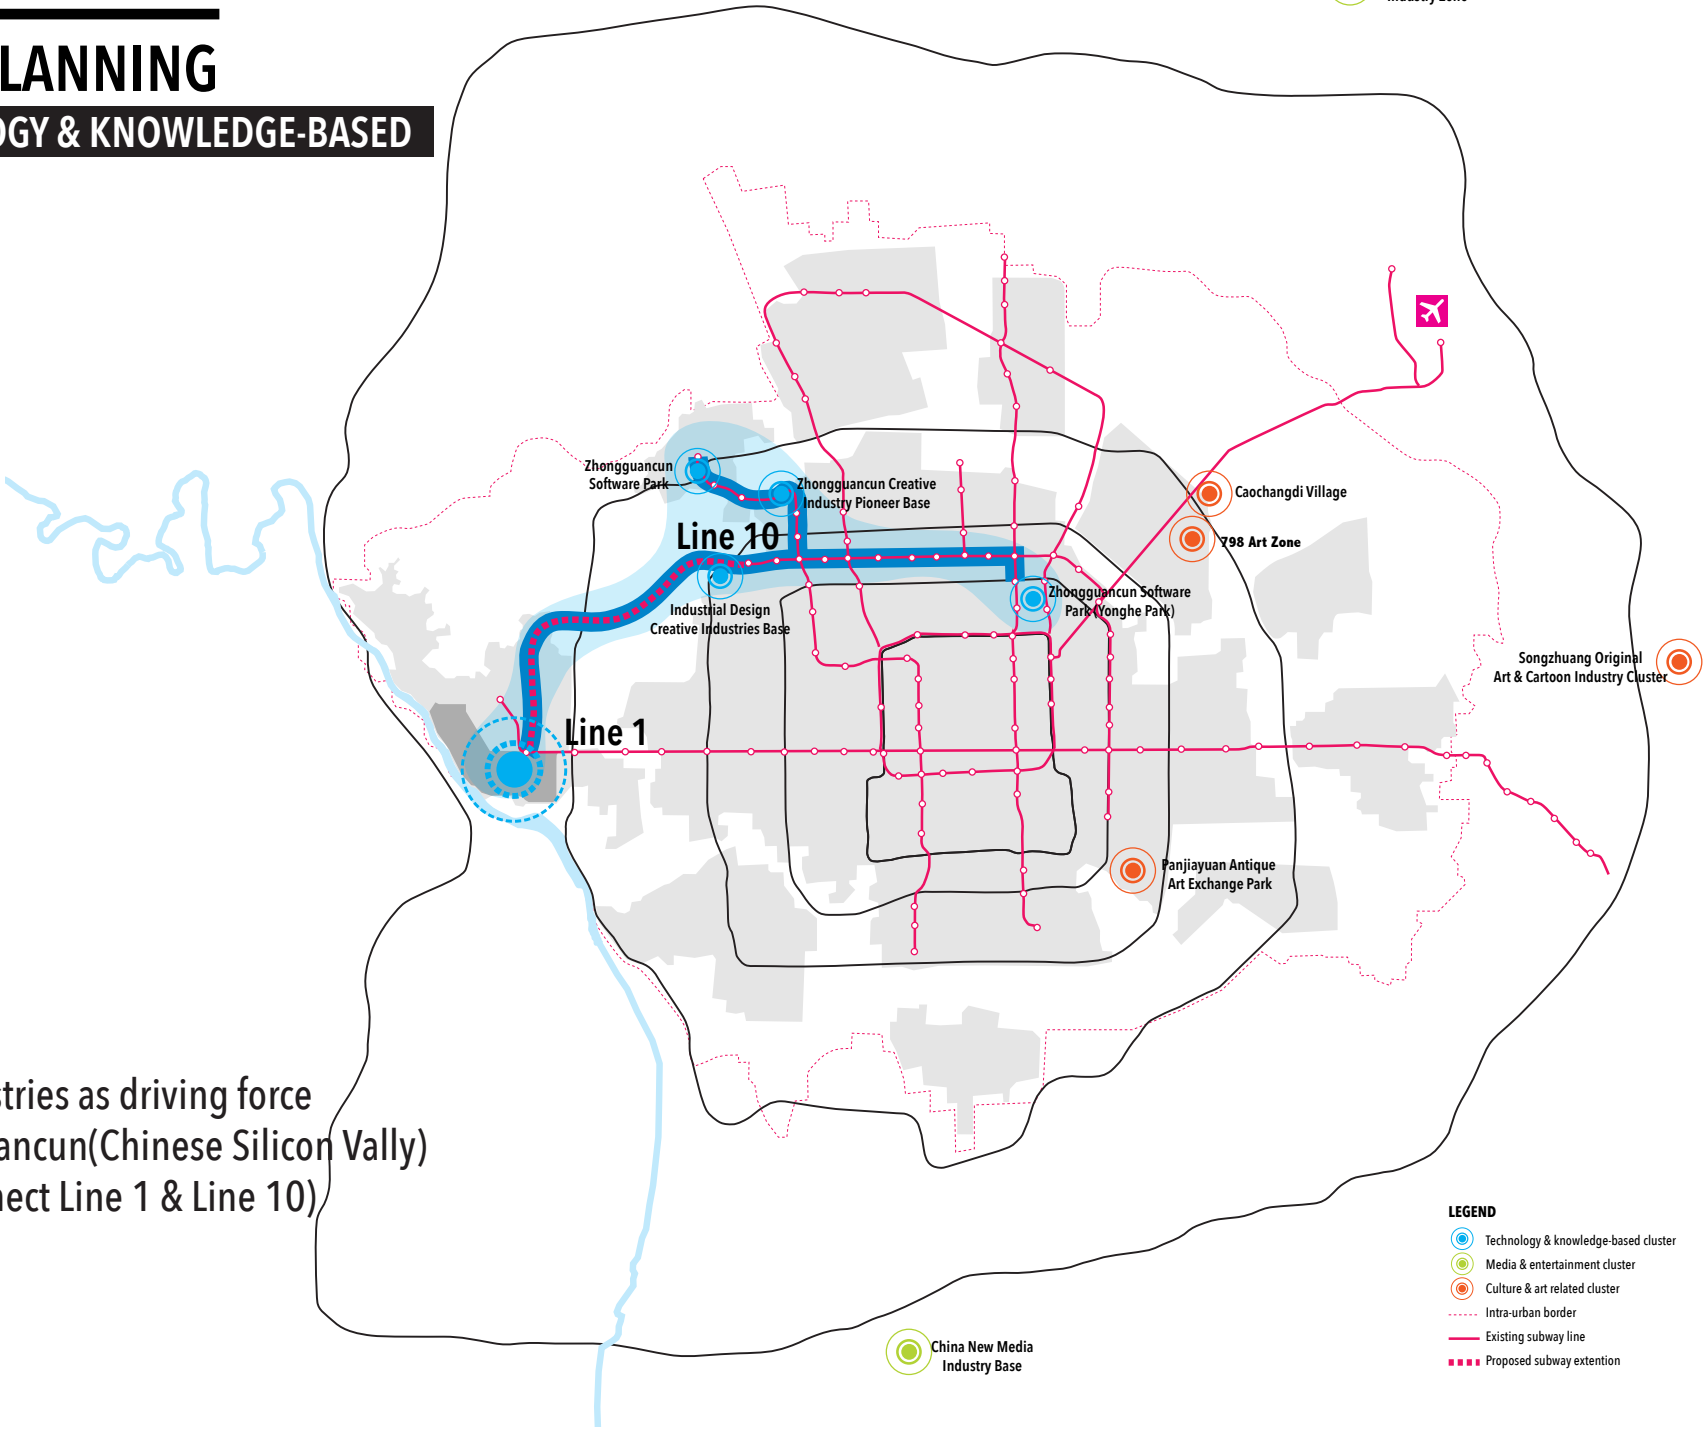 LANNING
OGY & KNOWLEDGE-BASED
Zhongguancun
Software Park
Zhongguancun Creative
Industry Pioneer Base
Line 10
Caochangdi Village
798 Art Zone
Industrial Design
Creative Industries Base
Zhongguancun Software
Park (Yonghe Park)
Songzhuang Original
Art & Cartoon Industry Cluster
Line 1
Panjiayuan Antique
Art Exchange Park
stries as driving force
ancun(Chinese Silicon Vally)
nect Line 1 & Line 10)
China New Media
Industry Base
LEGEND
Technology & knowledge-based cluster
Media & entertainment cluster
Culture & art related cluster
Intra-urban border
Existing subway line
Proposed subway extention